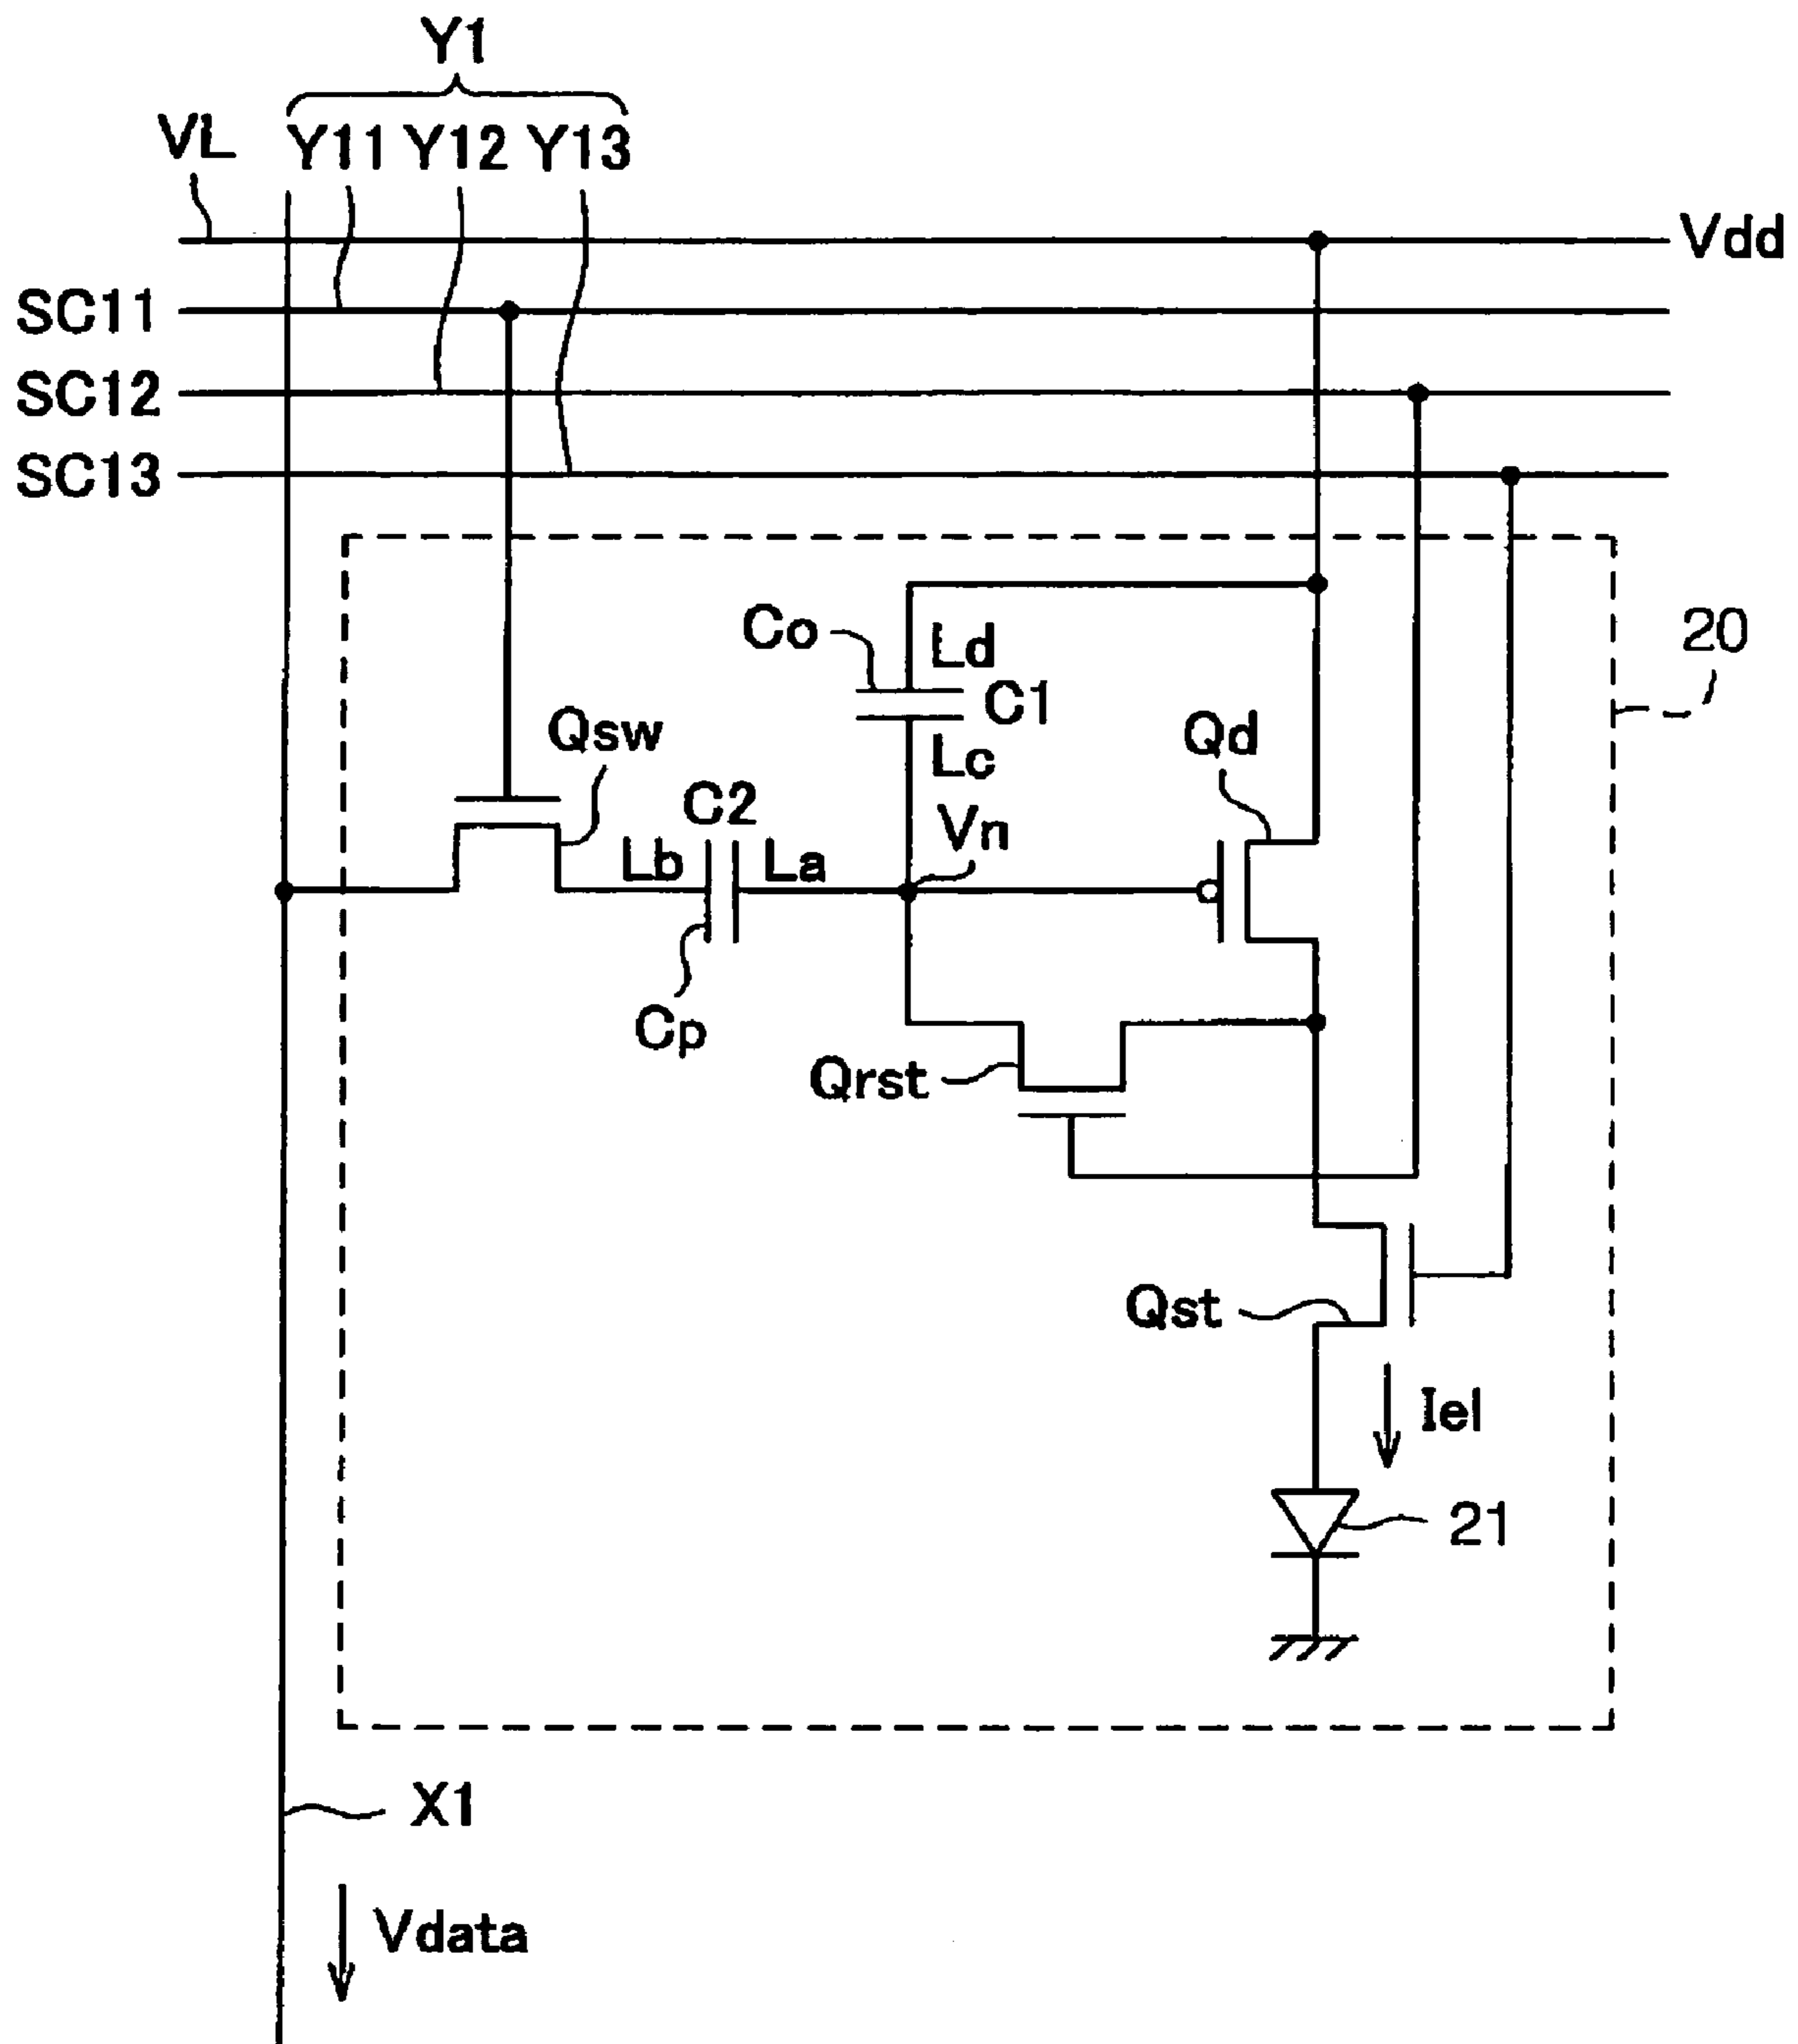 Y1
VL Y11 Y12 Y13
Vdd
SC11
SC12
SC13
20
Co Ld
C1
Lc
Qsw
Qd
C2
Vn
Lb La
Cp
Qrst
Qst
Iel
21
X1
Vdata